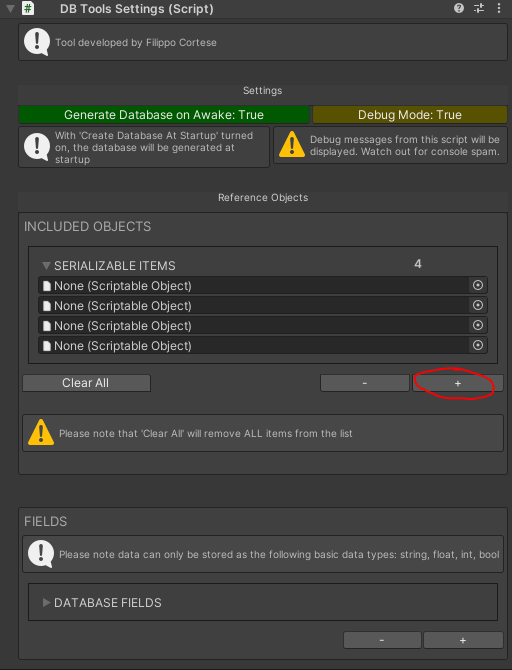 DB Tools Settings (Script)
Tool developed by Filippo Cortese
Settings
Generate Database on Awake: True
Debug Mode: True
With 'Create Database At Startup' turned
on, the database will be generated at
startup
Debug messages from this script will be
displayed. Watch out for console spam.
Reference Objects
INCLUDED OBJECTS
SERIALIZABLE ITEMS 4
None (Scriptable Object)
None (Scriptable Object)
None (Scriptable Object)
None (Scriptable Object)
Clear All - +
Please note that 'Clear All' will remove ALL items from the list
FIELDS
Please note data can only be stored as the following basic data types: string, float, int, bool
DATABASE FIELDS
- +